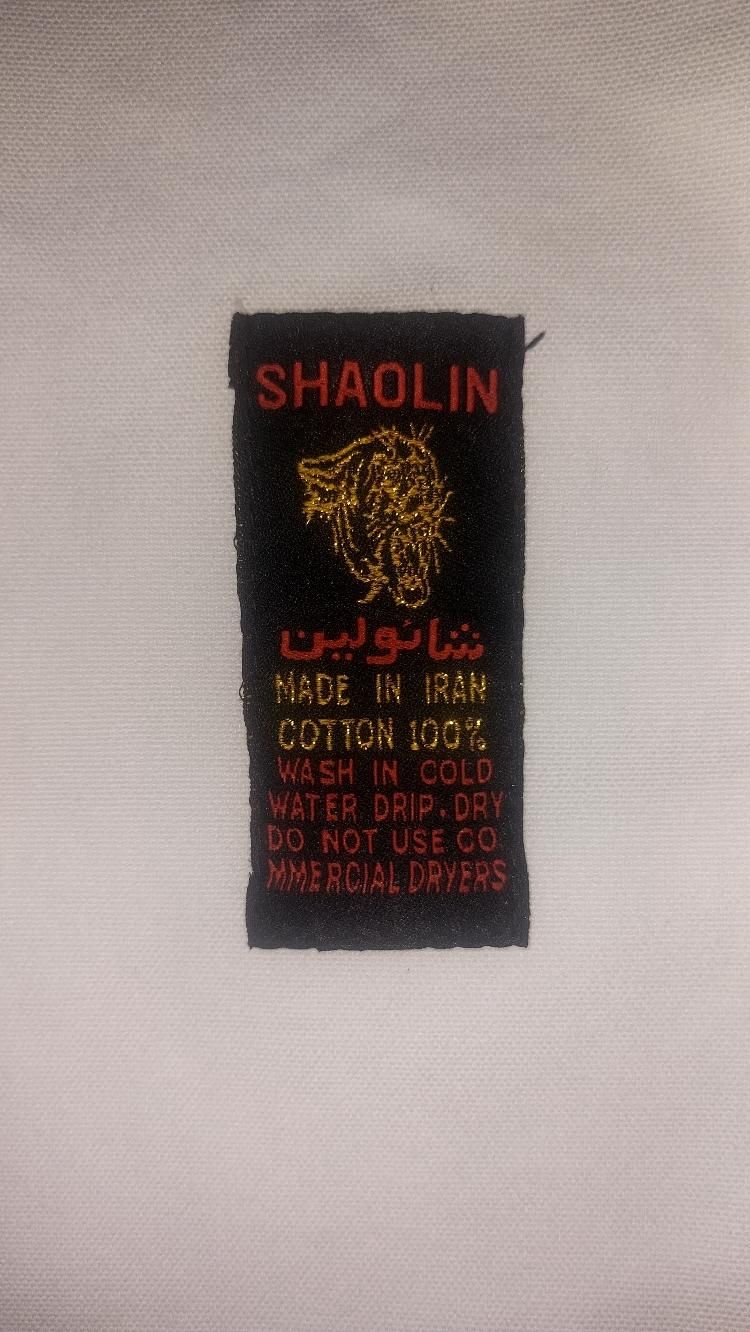 SHAOLIN
شائولین
MADE IN IRAN
COTTON 100%
WASH IN COLD
WATER DRIP.DRY
DO NOT USE CO
MMERCIAL DRYERS